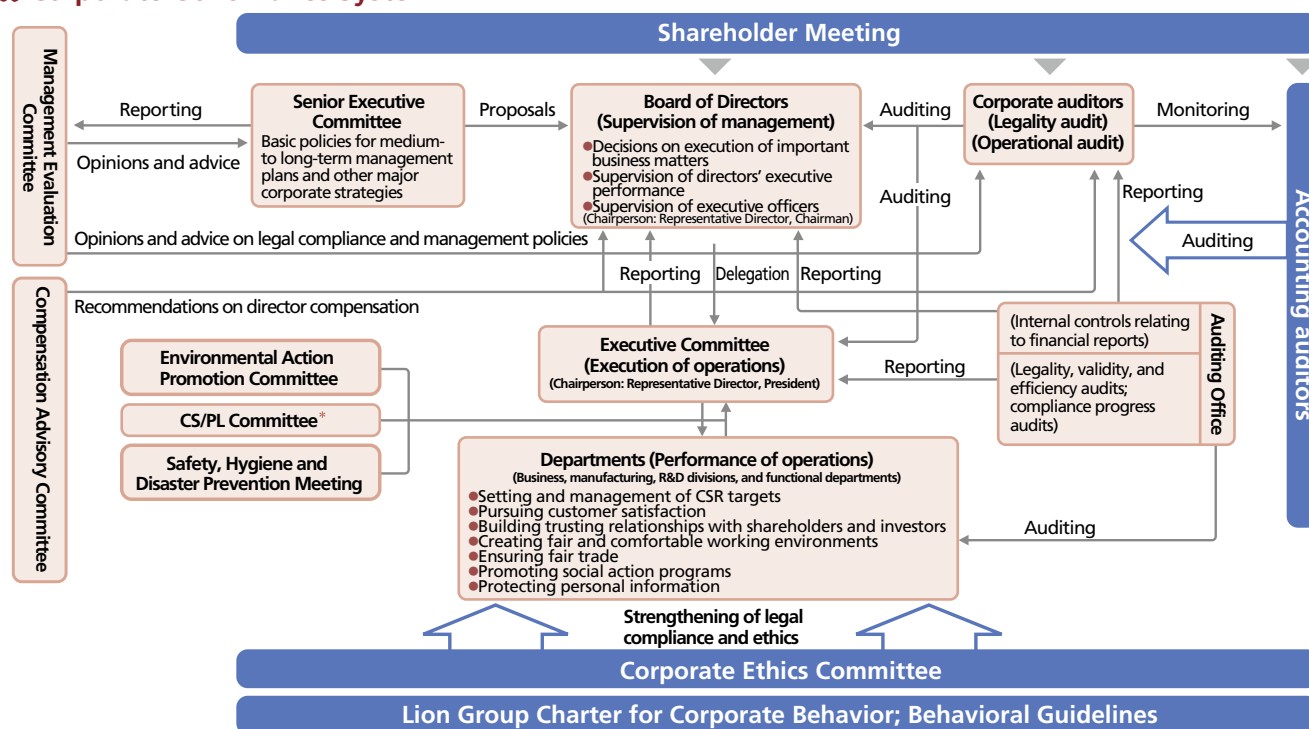 Shareholder Meeting
Management Evaluation
Committee
Reporting
Opinions and advice
Senior Executive
Committee
Basic policies for medium-
to long-term management
plans and other major
corporate strategies
Proposals
Board of Directors
(Supervision of management)
●Decisions on execution of important
business matters
●Supervision of directors’ executive
performance
●Supervision of executive officers
(Chairperson: Representative Director, Chairman)
Auditing
Auditing
Corporate auditors
(Legality audit)
(Operational audit)
Monitoring
Reporting
Auditing
Accounting auditors
Opinions and advice on legal compliance and management policies
Reporting
Delegation
Reporting
Compensation Advisory Committee
Recommendations on director compensation
Environmental Action
Promotion Committee
CS/PL Committee*
Safety, Hygiene and
Disaster Prevention Meeting
Executive Committee
(Execution of operations)
(Chairperson: Representative Director, President)
Reporting
(Internal controls relating
to financial reports)
(Legality, validity, and
efficiency audits;
compliance progress
audits)
Auditing Office
Departments (Performance of operations)
(Business, manufacturing, R&D divisions, and functional departments)
●Setting and management of CSR targets
●Pursuing customer satisfaction
●Building trusting relationships with shareholders and investors
●Creating fair and comfortable working environments
●Ensuring fair trade
●Promoting social action programs
●Protecting personal information
Auditing
Strengthening of legal
compliance and ethics
Corporate Ethics Committee
Lion Group Charter for Corporate Behavior; Behavioral Guidelines